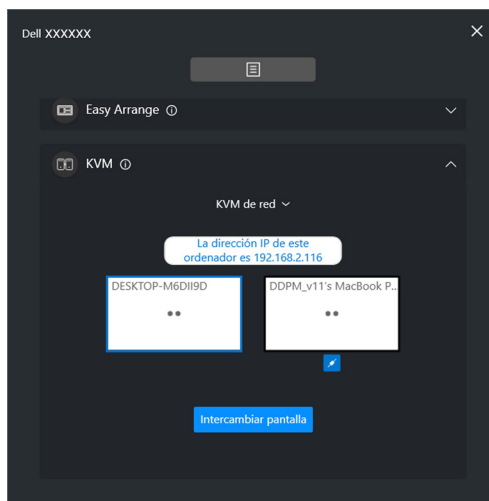 Dell XXXXXX
Easy Arrange
KVM
KVM de red
La dirección IP de este
ordenador es 192.168.2.116
DESKTOP-M6DII9D
DDPM_v11's MacBook P..
Intercambiar pantalla